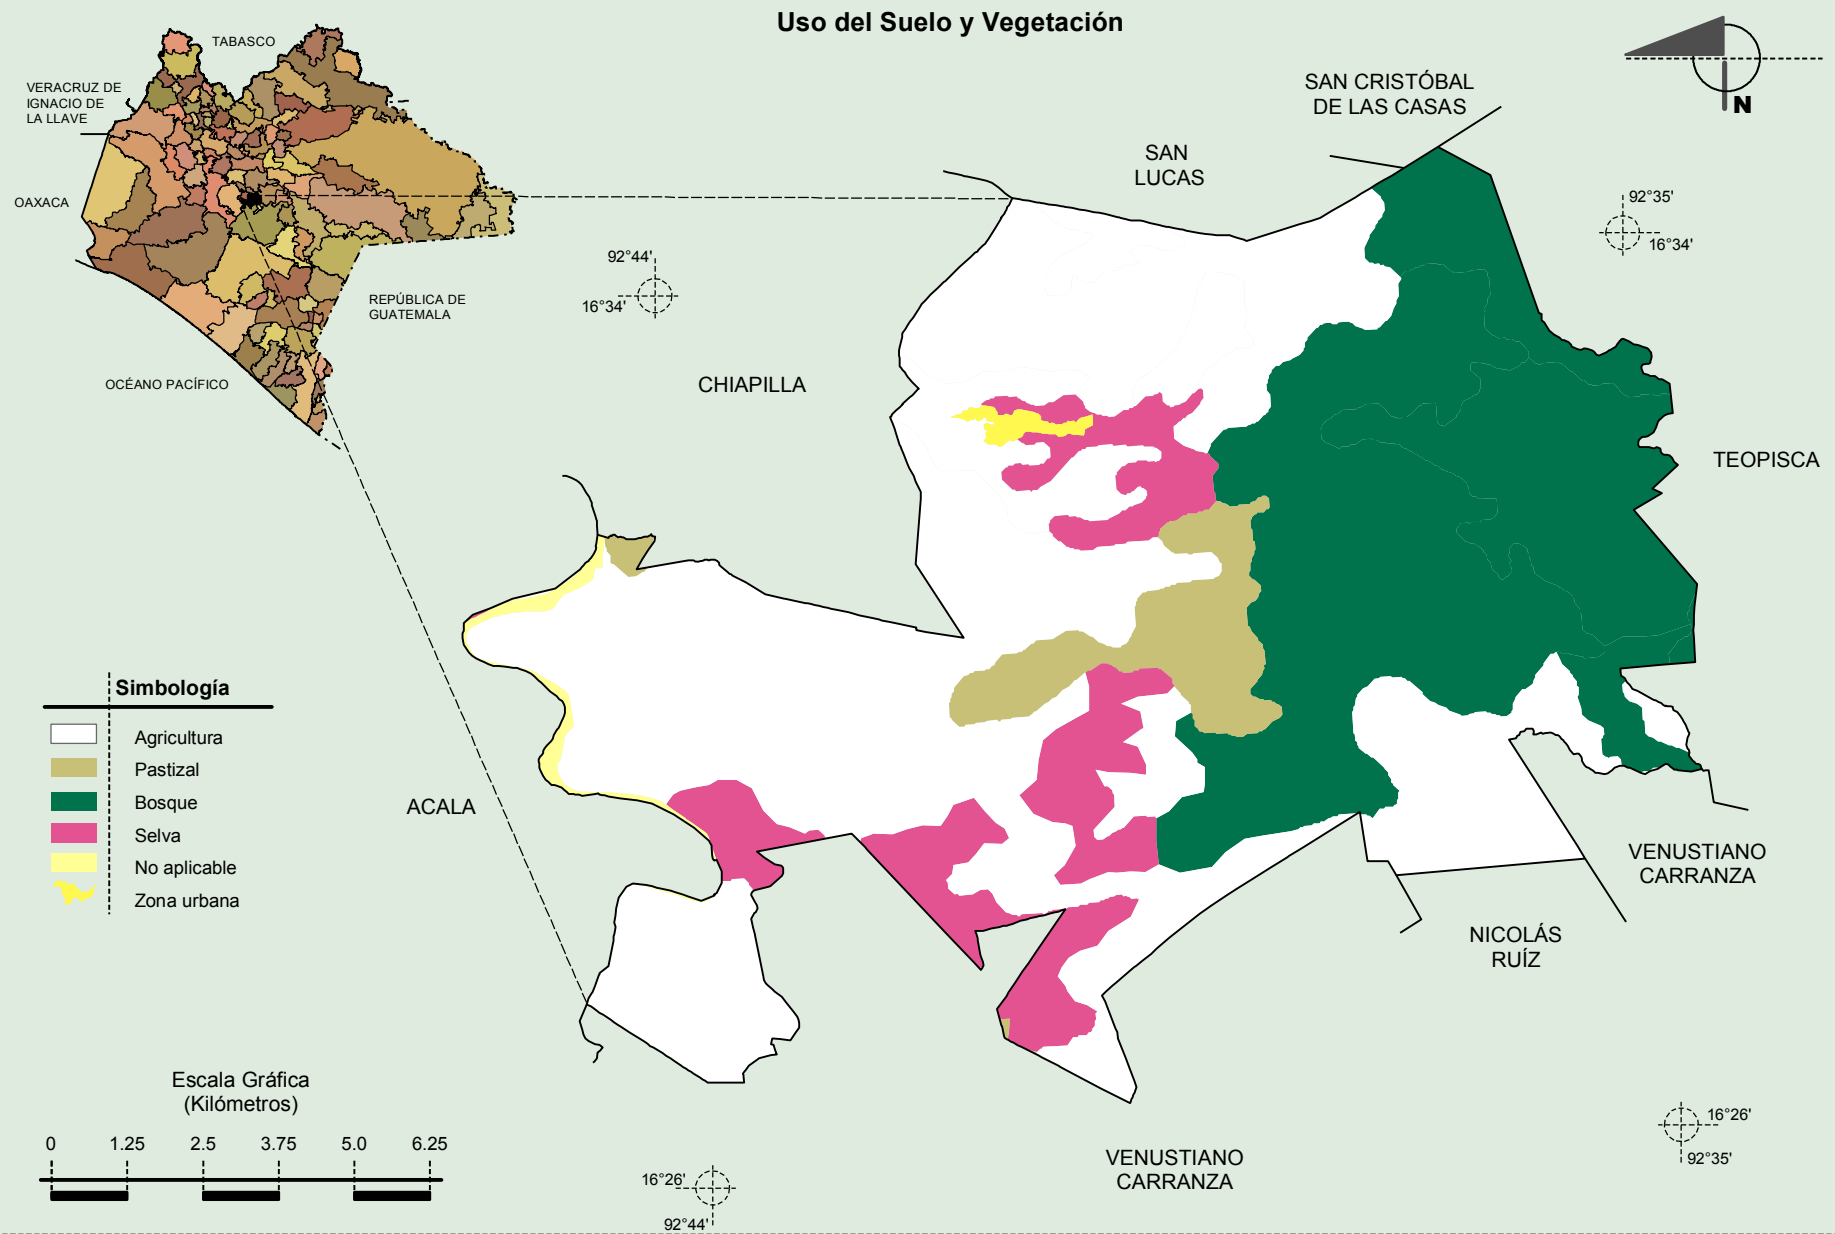 Uso del Suelo y Vegetación
N
TABASCO
VERACRUZ DE
IGNACIO DE
LA LLAVE
OAXACA
REPÚBLICA DE
GUATEMALA
OCÉANO PACÍFICO
SAN CRISTÓBAL
DE LAS CASAS
SAN
LUCAS
92°35'
16°34'
92°44'
16°34'
CHIAPILLA
TEOPISCA
ACALA
VENUSTIANO
CARRANZA
NICOLÁS
RUÍZ
VENUSTIANO
CARRANZA
16°26'
92°35'
16°26'
92°44'
Simbología
Agricultura
Pastizal
Bosque
Selva
No aplicable
Zona urbana
Escala Gráfica
(Kilómetros)
0 1.25 2.5 3.75 5.0 6.25